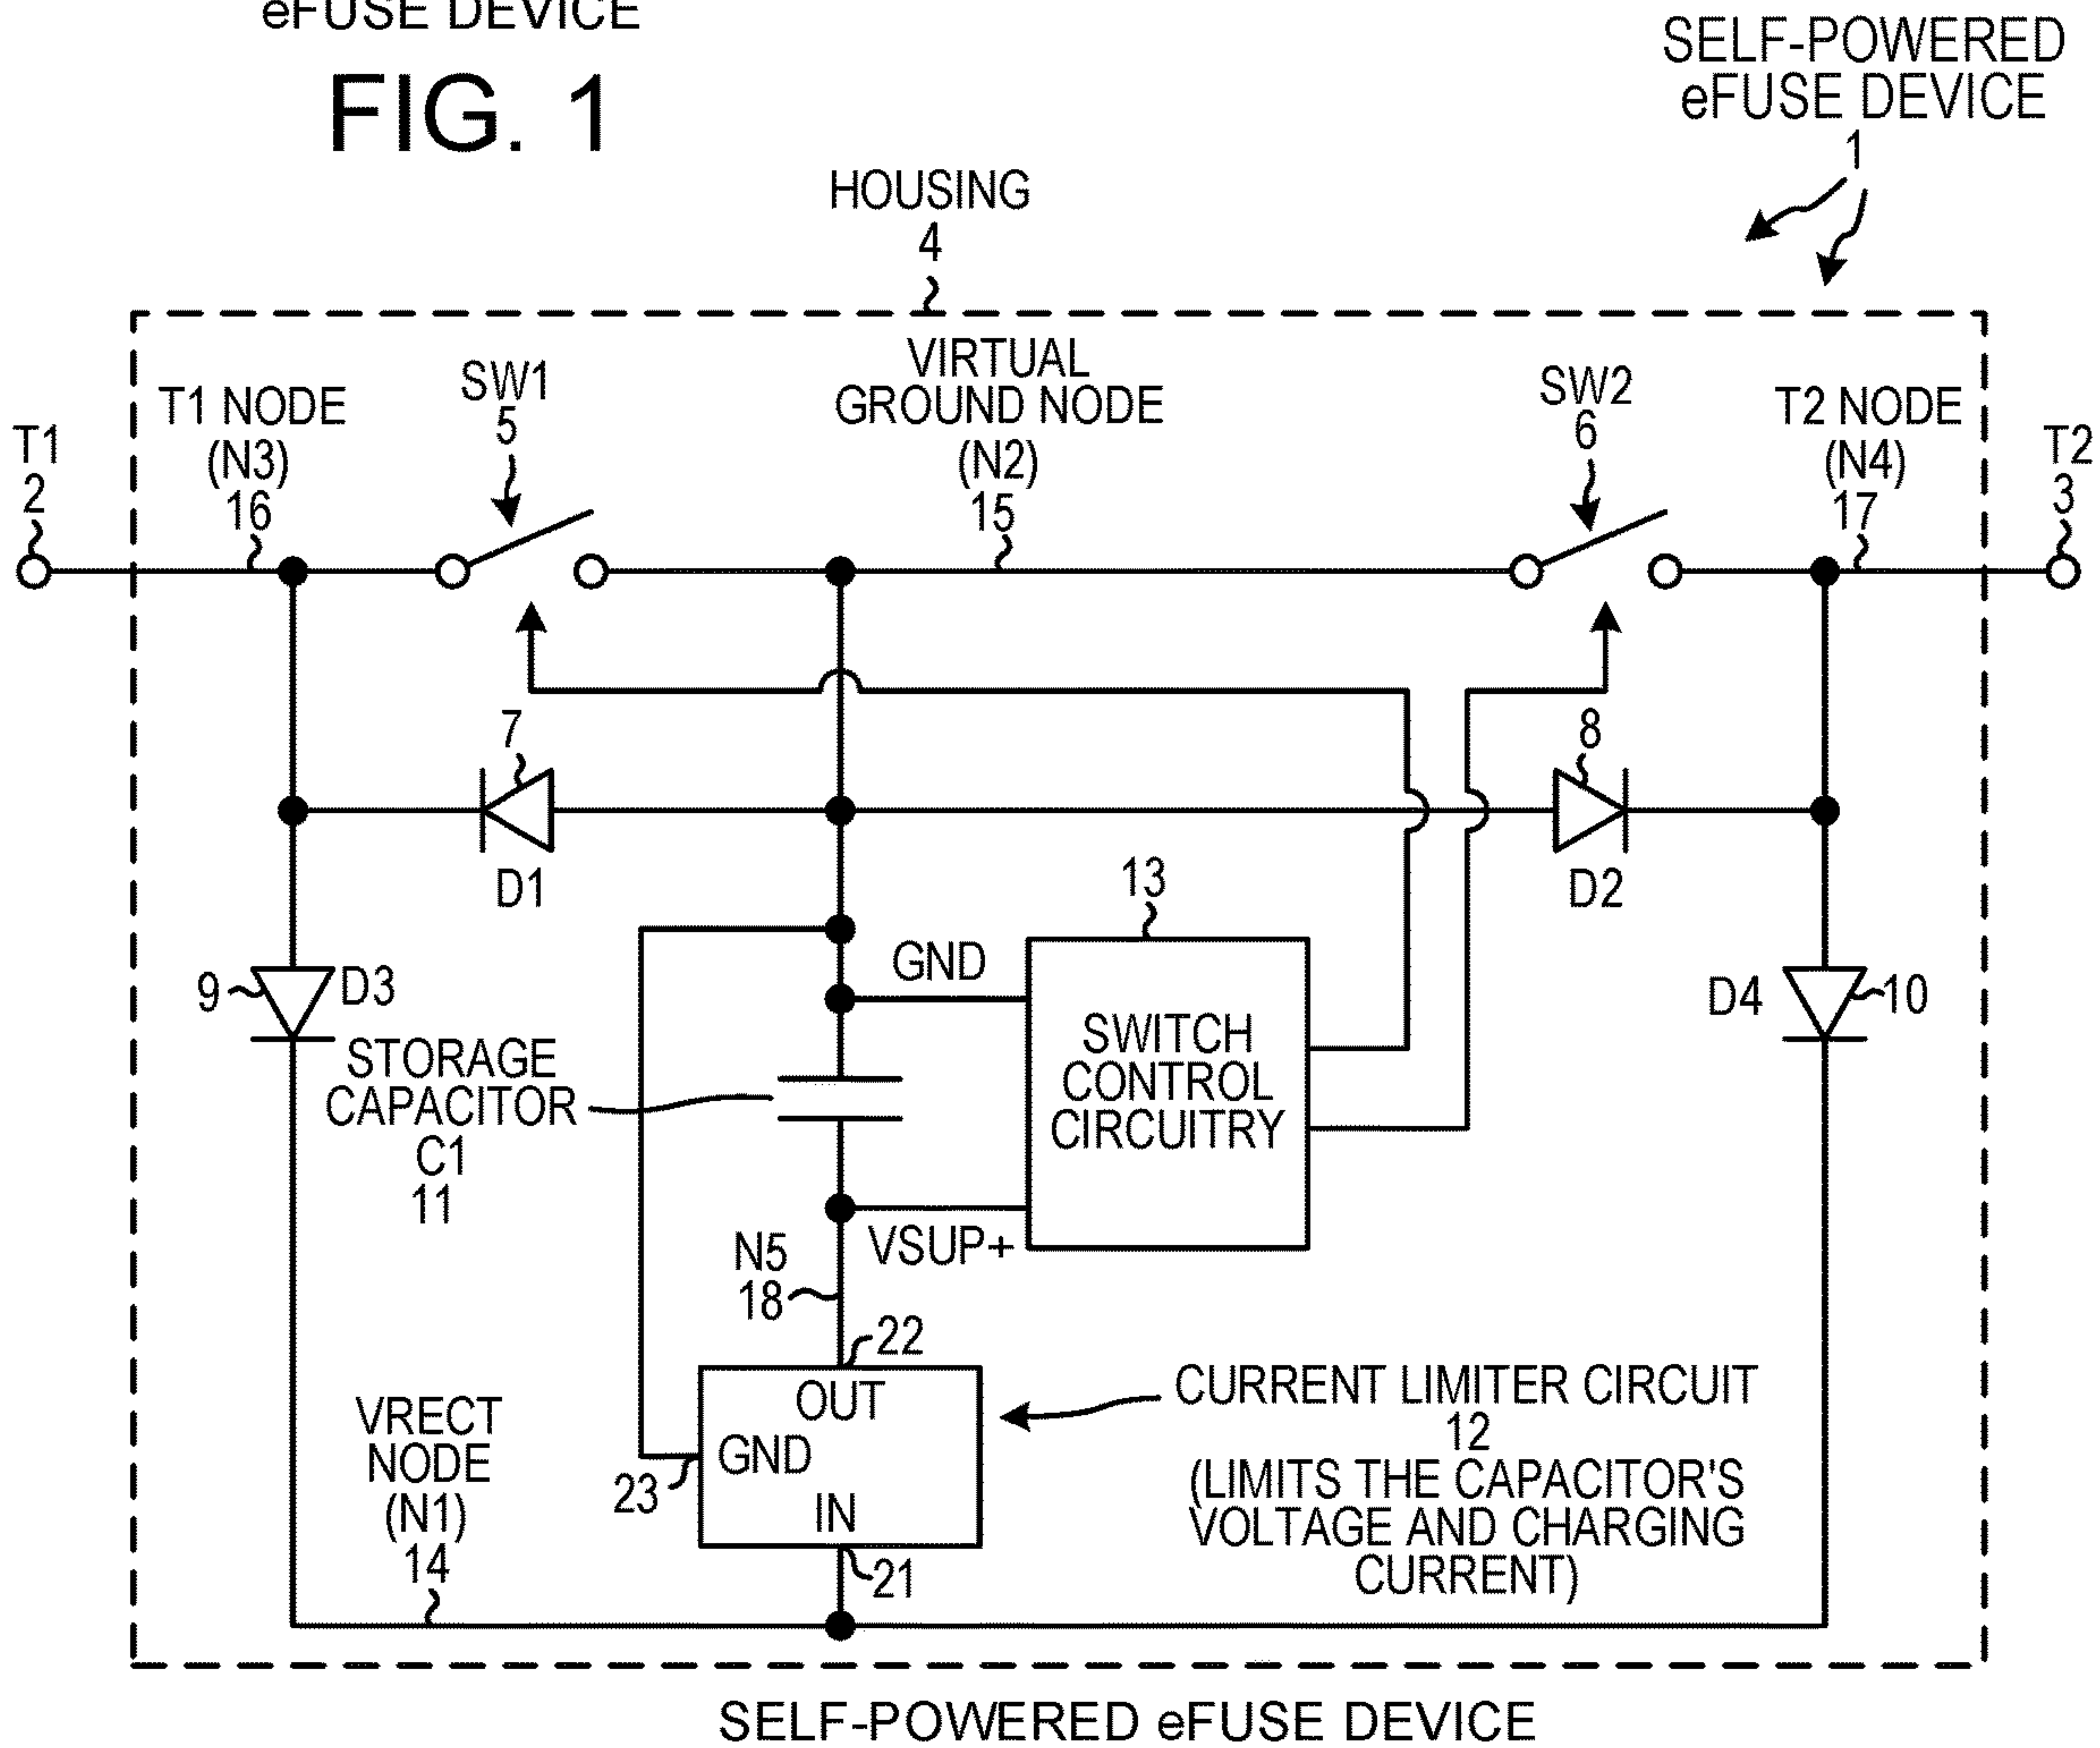 eFUSE DEVICE
FIG. 1
SELF-POWERED
eFUSE DEVICE
1
HOUSING
4
T1
2
T1 NODE
(N3)
16
SW1
5
VIRTUAL
GROUND NODE
(N2)
15
SW2
6
T2 NODE
(N4)
17
T2
3
7
D1
8
D2
13
GND
SWITCH
CONTROL
CIRCUITRY
VSUP+
9
D3
D4
10
STORAGE
CAPACITOR
C1
11
N5
18
22
OUT
GND
23
IN
21
CURRENT LIMITER CIRCUIT
12
(LIMITS THE CAPACITOR'S
VOLTAGE AND CHARGING
CURRENT)
VRECT
NODE
(N1)
14
SELF-POWERED eFUSE DEVICE